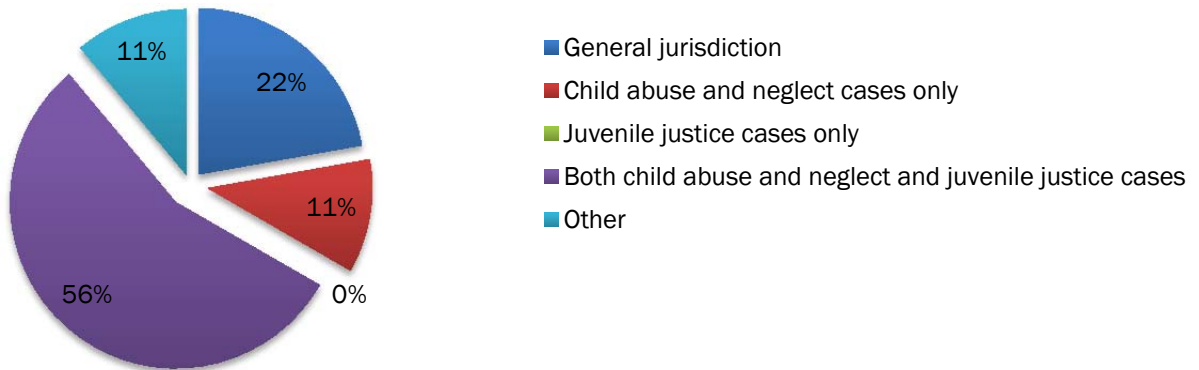 11%
22%
11%
0%
56%
General jurisdiction
Child abuse and neglect cases only
Juvenile justice cases only
Both child abuse and neglect and juvenile justice cases
Other